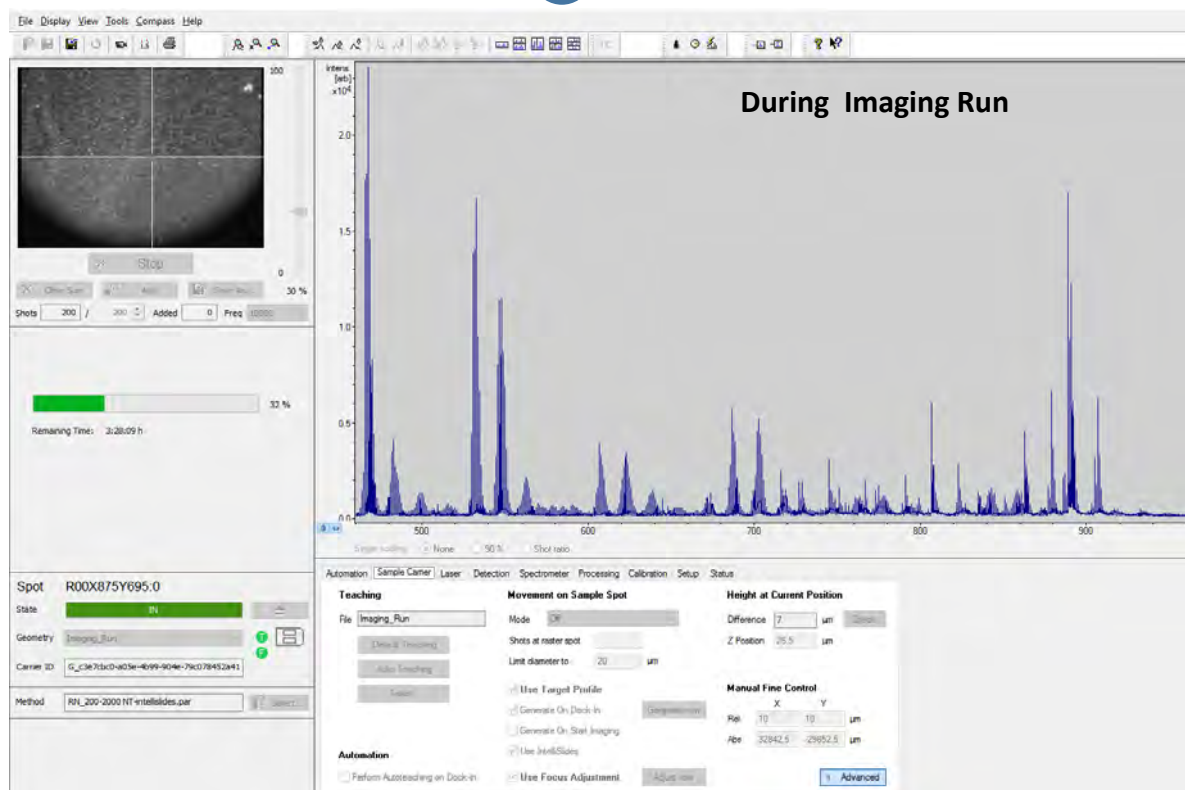 File Display View Tools Compass Help
100
0
30 %
Stop
Shots 200 / 200 Added 0 Freq
32 %
Remaining Time: 3:28:09 h
Spot R00X875Y695:0
State IN
Geometry Imaging_Run
Carrier ID G_c3e7cbc0-a05e-4b99-904e-79c078452a41
Method RN_200-2000 NT-intellislides.par Select
intens.
x10⁴
During Imaging Run
2.0
1.5
1.0
0.5
0.0
500 600 700 800 900
None 50 % Shot ratio
Automation Sample Carrier Laser Detection Spectrometer Processing Calibration Setup Status
Teaching
File Imaging_Run
Automation
Perform Autoteaching on Dock-In
Movement on Sample Spot
Mode Off
Shots at raster spot
Limit diameter to 20 µm
Use Target Profile
Generate On Dock-In
Generate On Start Imaging
Use IntelliSlides
Use Focus Adjustment Adjust now
Height at Current Position
Difference 7 µm
Z Position 26.5 µm
Manual Fine Control
X Y
Rel 10 10 µm
Abs 32842,5 -29652,5 µm
Advanced